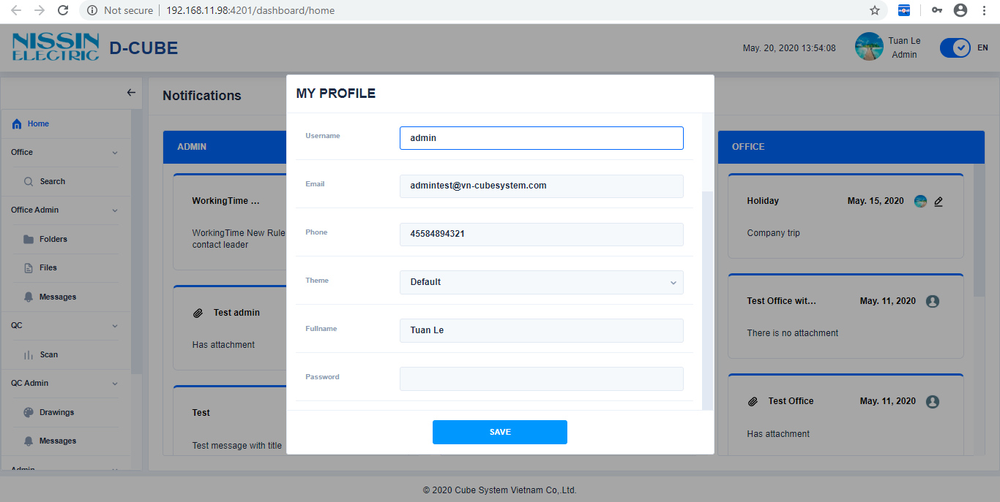 Not secure
192.168.11.98:4201/dashboard/home
NISSIN
ELECTRIC
D-CUBE
May. 20, 2020 13:54:08
Tuan Le
Admin
EN
Home
Office
Search
Office Admin
Folders
Files
Messages
QC
Scan
QC Admin
Drawings
Messages
Admin
Notifications
ADMIN
WorkingTime ...
WorkingTime New Rule
contact leader
Test admin
Has attachment
Test
Test message with title
MY PROFILE
Username
admin
Email
admintest@vn-cubesystem.com
Phone
45584894321
Theme
Default
Fullname
Tuan Le
Password
SAVE
OFFICE
Holiday
May. 15, 2020
Company trip
Test Office wit...
May. 11, 2020
There is no attachment
Test Office
May. 11, 2020
Has attachment
© 2020 Cube System Vietnam Co,.Ltd.